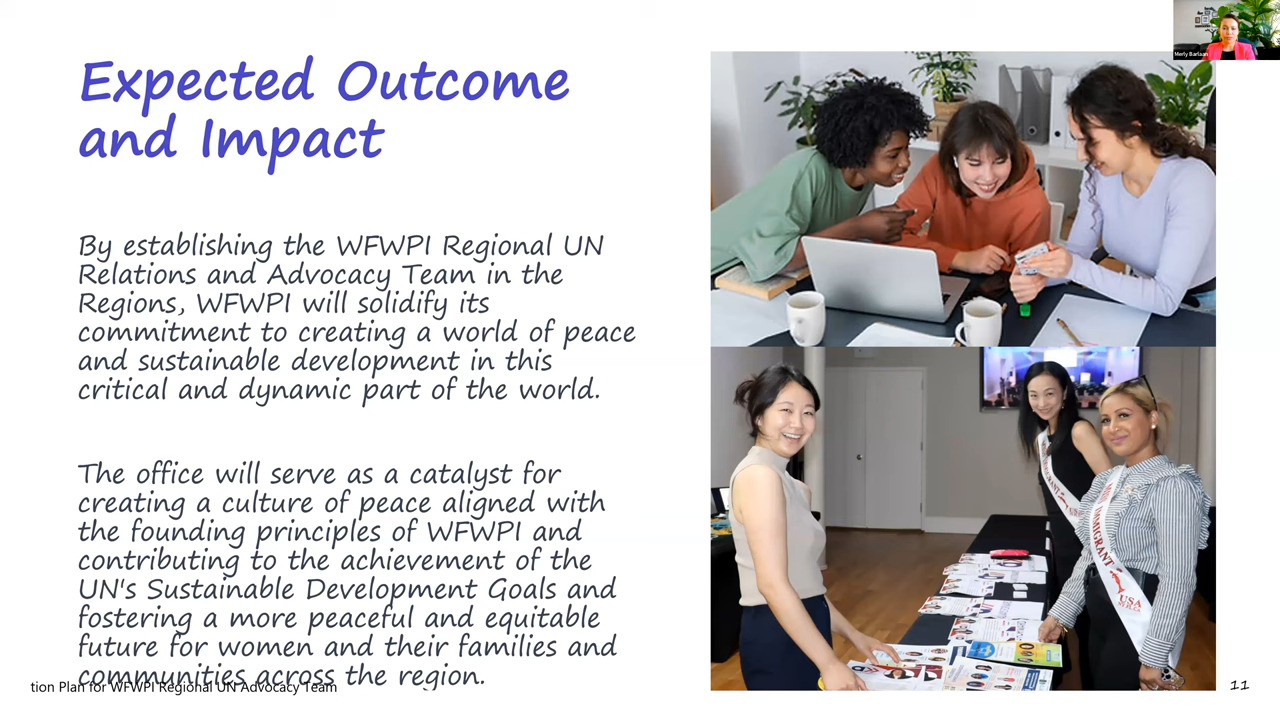 Merly Barlaan
Expected Outcome
and Impact
By establishing the WFWPI Regional UN
Relations and Advocacy Team in the
Regions, WFWPI will solidify its
commitment to creating a world of peace
and sustainable development in this
critical and dynamic part of the world.
The office will serve as a catalyst for
creating a culture of peace aligned with
the founding principles of WFWPI and
contributing to the achievement of the
UN's Sustainable Development Goals and
fostering a more peaceful and equitable
future for women and their families and
communities across the region.
IMMIGRANT
USA
tion Plan for WFWPI Regional UN Advocacy Team
11